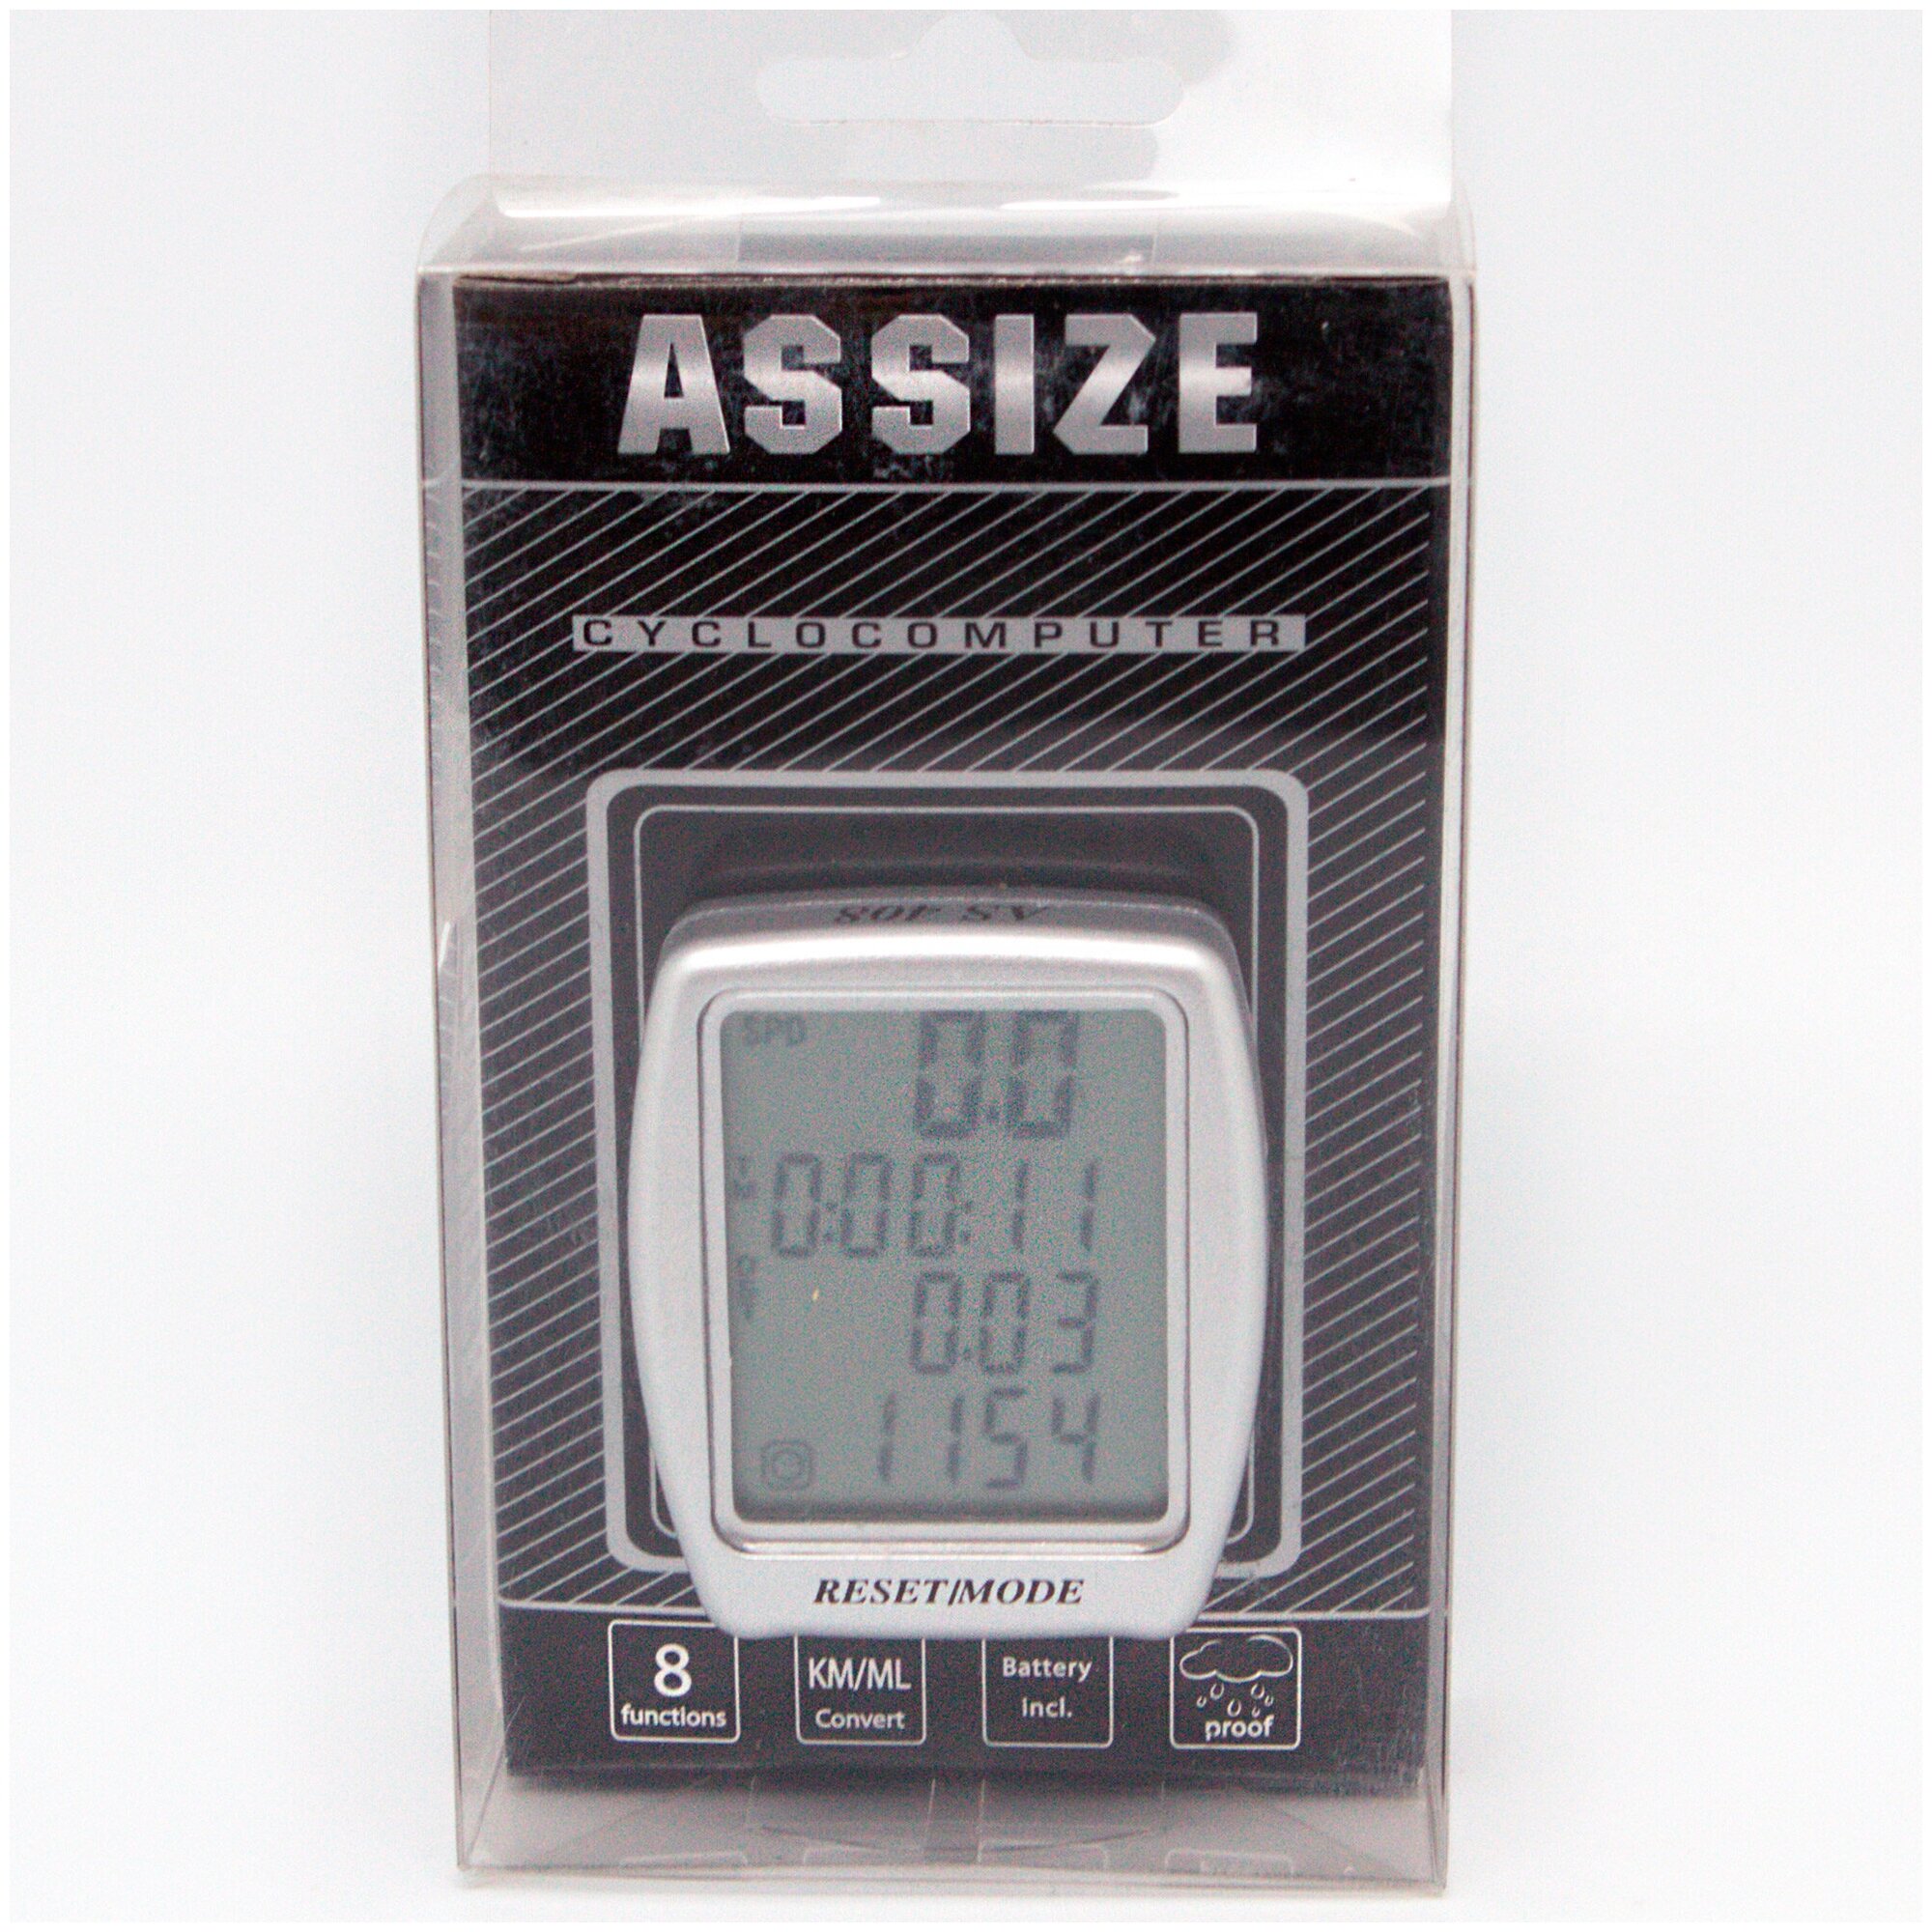 ASSIZE
CYCLOCOMPUTER
AS 408
SPD
0.0
TM
0:00:11
0.03
1154
RESET/MODE
8
functions
KM/ML
Convert
Battery
incl.
proof